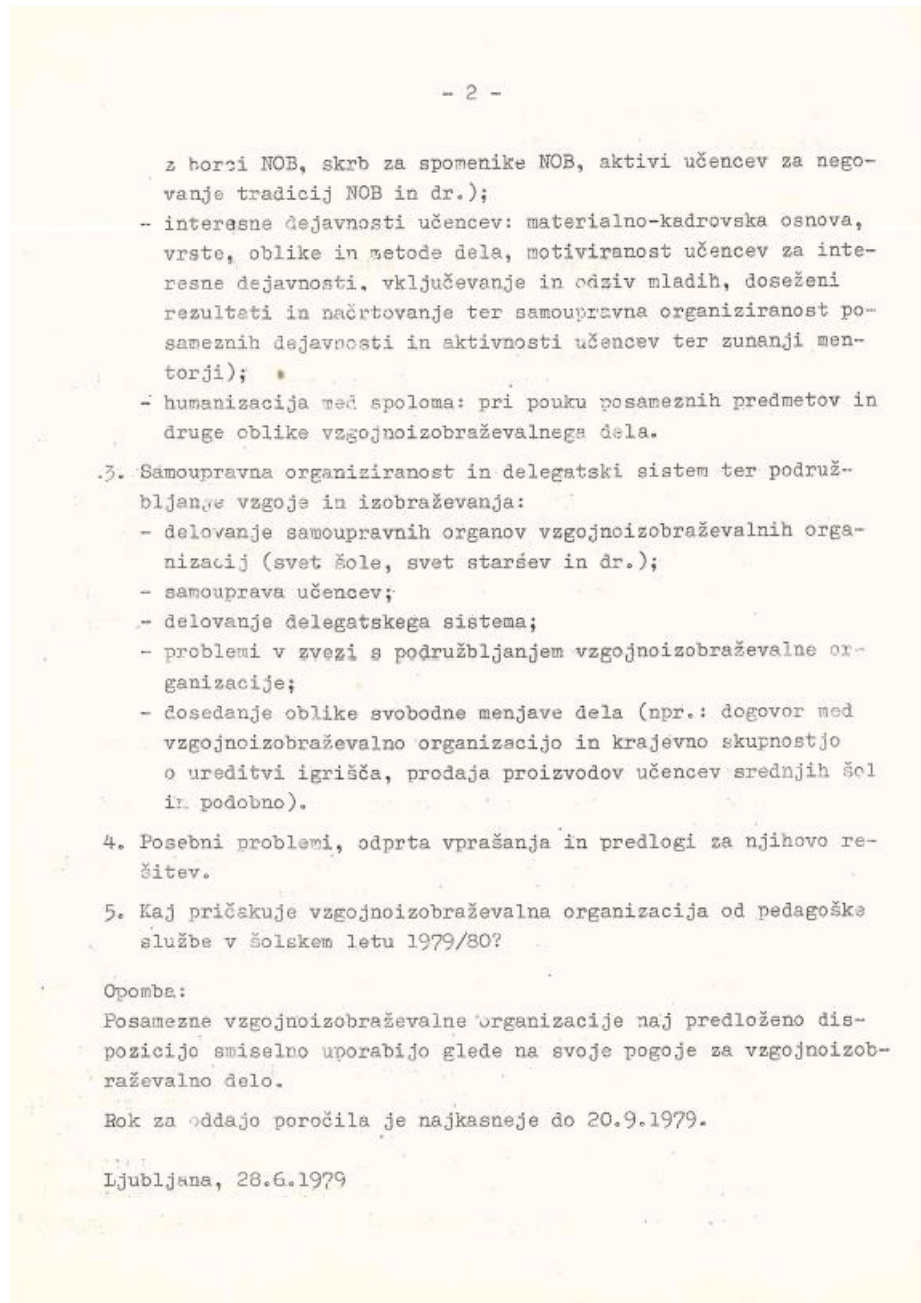 - 2 -
z borci NOB, skrb za spomenike NOB, aktivi učencev za nego-
vanje tradicij NOB in dr.);
- interesne dejavnosti učencev: materialno-kadrovska osnova,
vrste, oblike in metode dela, motiviranost učencev za inte-
resne dejavnosti, vključevanje in odziv mladih, doseženi
rezultati in načrtovanje ter samoupravna organiziranost po-
sameznih dejavnosti in aktivnosti učencev ter zunanji men-
torji);
- humanizacija med spoloma: pri pouku posameznih predmetov in
druge oblike vzgojnoizobraževalnega dela.
.3. Samoupravna organiziranost in delegatski sistem ter podruž-
bljanje vzgoje in izobraževanja:
- delovanje samoupravnih organov vzgojnoizobraževalnih orga-
nizacij (svet šole, svet staršev in dr.);
- samouprava učencev;
- delovanje delegatskega sistema;
- problemi v zvezi s podružbljanjem vzgojnoizobraževalne or-
ganizacije;
- dosedanje oblike svobodne menjave dela (npr.: dogovor med
vzgojnoizobraževalno organizacijo in krajevno skupnostjo
o ureditvi igrišča, prodaja proizvodov učencev srednjih šol
in podobno).
4. Posebni problemi, odprta vprašanja in predlogi za njihovo re-
šitev.
5. Kaj pričakuje vzgojnoizobraževalna organizacija od pedagoške
službe v šolskem letu 1979/80?
Opomba:
Posamezne vzgojnoizobraževalne organizacije naj predloženo dis-
pozicijo smiselno uporabijo glede na svoje pogoje za vzgojnoizob-
raževalno delo.
Rok za oddajo poročila je najkasneje do 20.9.1979.
Ljubljana, 28.6.1979